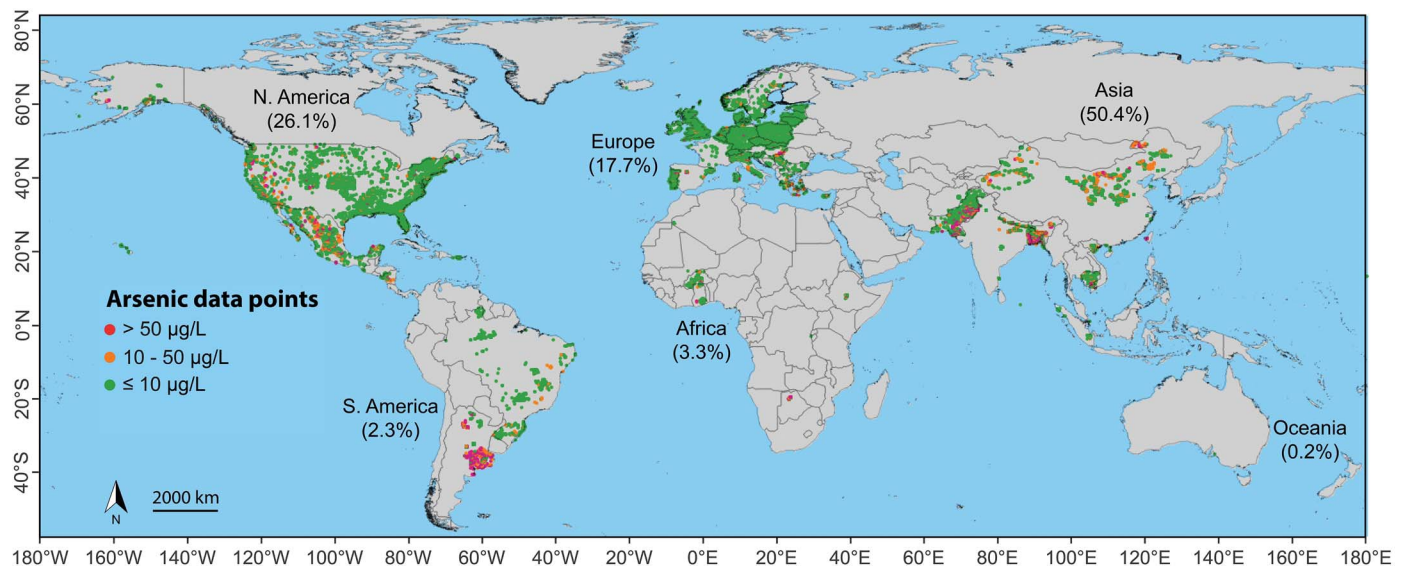 80°N
60°N
40°N
20°N
0°N
20°S
40°S
N. America
(26.1%)
Europe
(17.7%)
Asia
(50.4%)
Africa
(3.3%)
S. America
(2.3%)
Oceania
(0.2%)
Arsenic data points
> 50 µg/L
10 - 50 µg/L
≤ 10 µg/L
N
2000 km
180°W 160°W 140°W 120°W 100°W 80°W 60°W 40°W 20°W 0°E 20°E 40°E 60°E 80°E 100°E 120°E 140°E 160°E 180°E